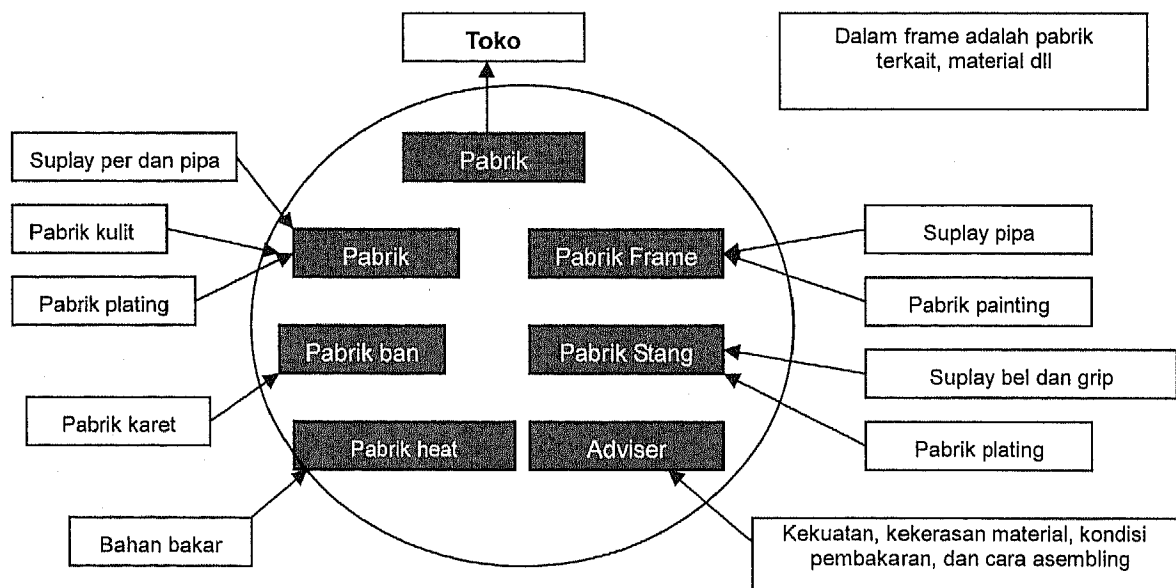 Toko
Dalam frame adalah pabrik
terkait, material dll
Pabrik
Suplay per dan pipa
Pabrik kulit
Pabrik plating
Pabrik
Pabrik Frame
Suplay pipa
Pabrik painting
Pabrik ban
Pabrik Stang
Suplay bel dan grip
Pabrik karet
Pabrik plating
Pabrik heat
Adviser
Bahan bakar
Kekuatan, kekerasan material, kondisi
pembakaran, dan cara asembling